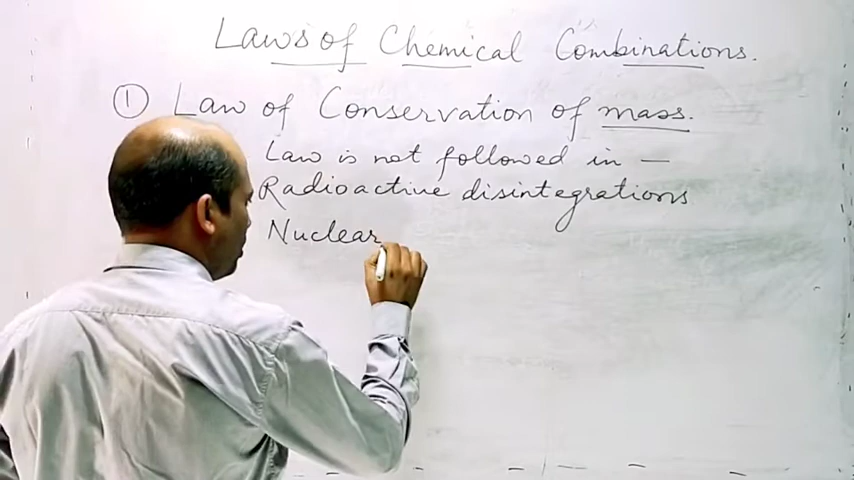 Laws of Chemical Combinations.
① Law of Conservation of mass.
Law is not followed in —
Radioactive disintegrations
Nuclear